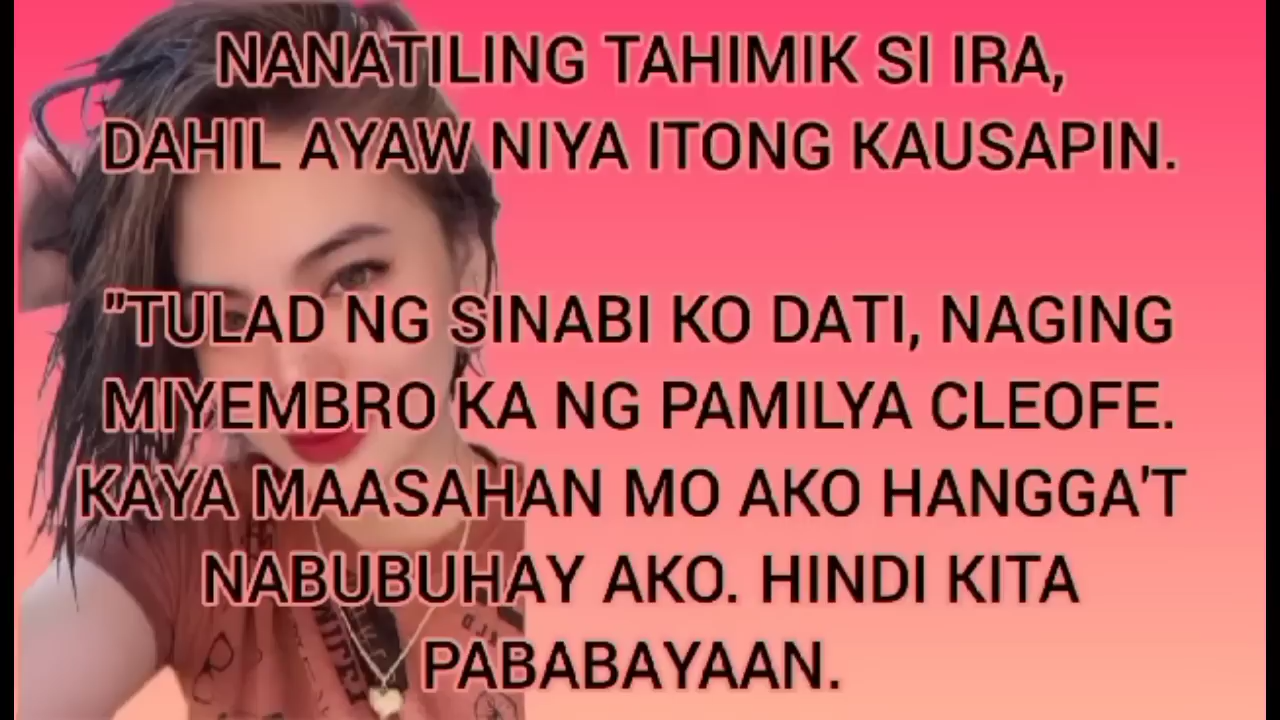 NANATILING TAHIMIK SI IRA,
DAHIL AYAW NIYA ITONG KAUSAPIN.
"TULAD NG SINABI KO DATI, NAGING
MIYEMBRO KA NG PAMILYA CLEOFE.
KAYA MAASAHAN MO AKO HANGGA'T
NABUBUHAY AKO. HINDI KITA
PABABAYAAN.